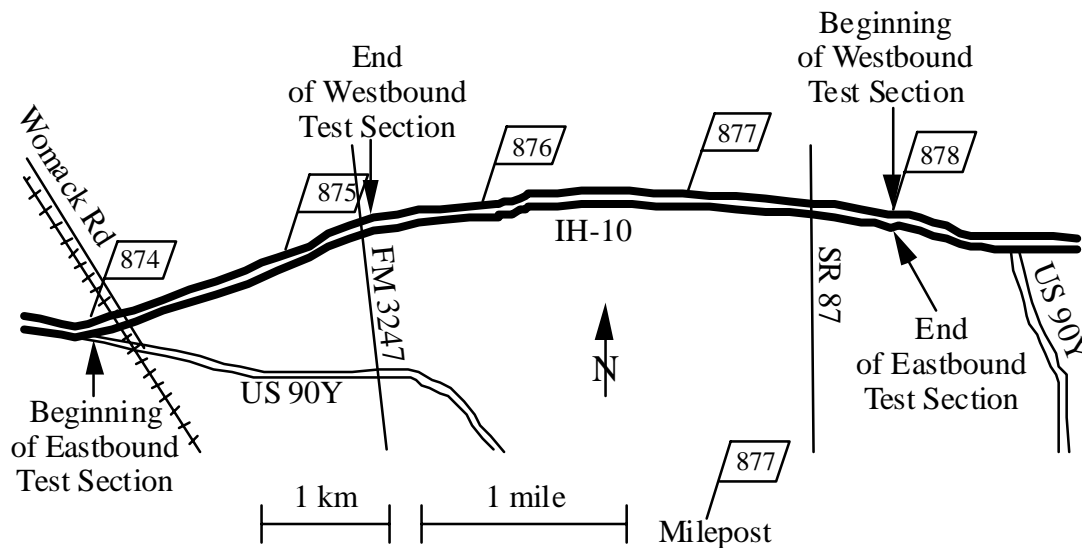 Beginning
of Westbound
Test Section
End
of Westbound
Test Section
Womack Rd
877
876
878
875
874
IH-10
FM 3247
SR 87
US 90Y
N
End
of Eastbound
Test Section
US 90Y
Beginning
of Eastbound
Test Section
877
1 km
1 mile
Milepost